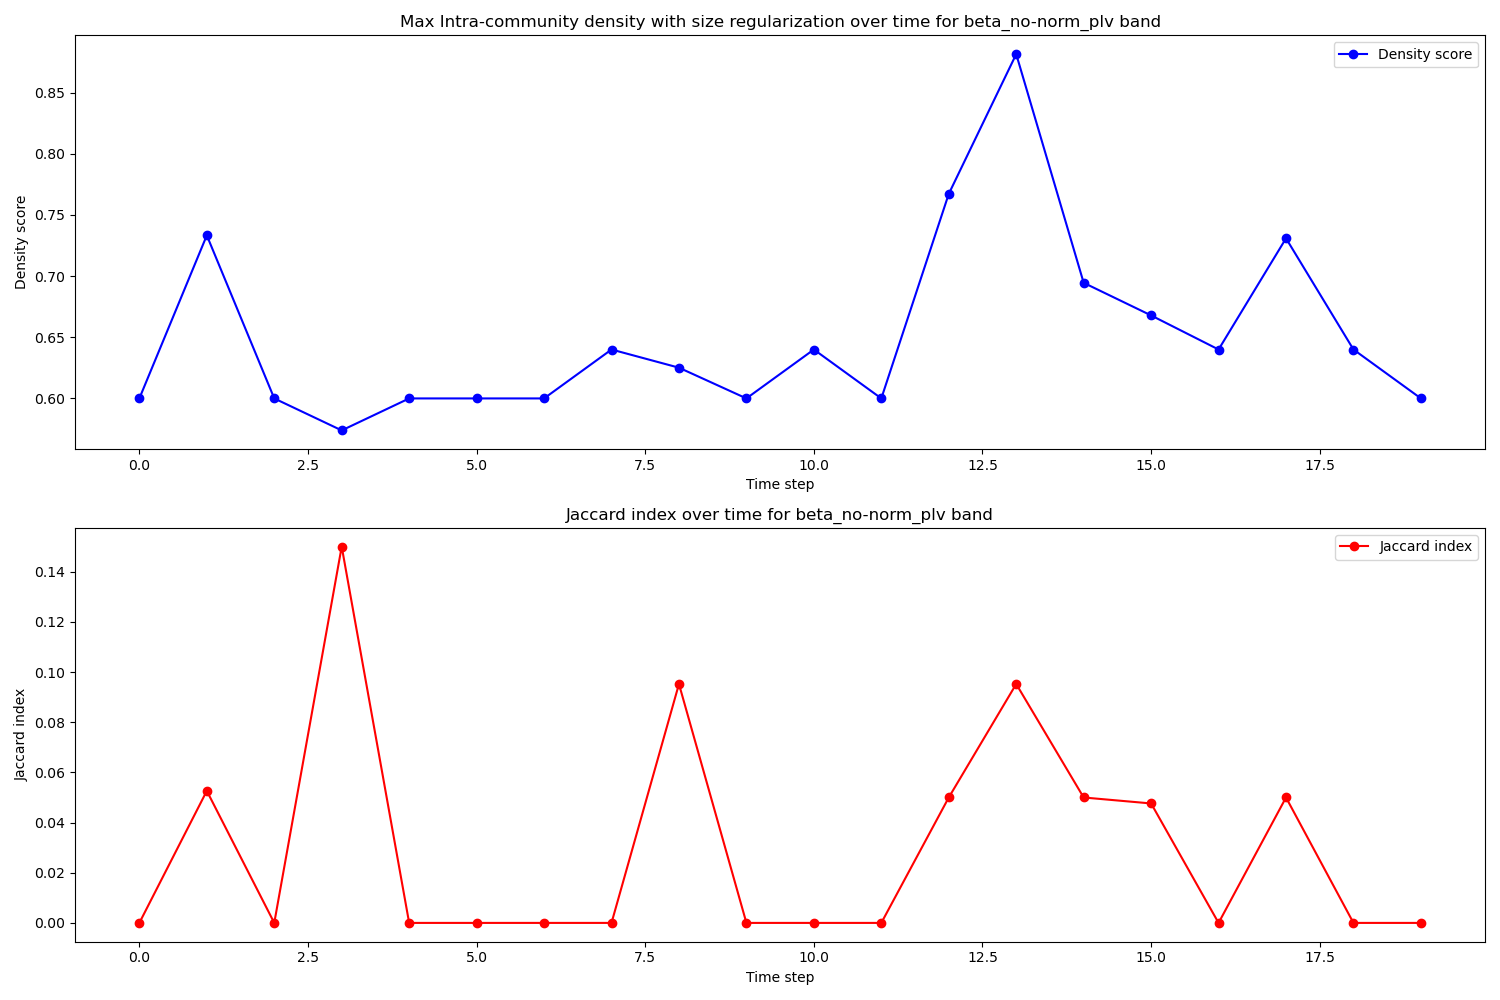 Max Intra-community density with size regularization over time for beta_no-norm_plv band
Density score
0.85
0.80
0.75
0.70
0.65
0.60
Density score
0.0 2.5 5.0 7.5 10.0 12.5 15.0 17.5
Time step
Jaccard index over time for beta_no-norm_plv band
Jaccard index
0.14
0.12
0.10
0.08
0.06
0.04
0.02
0.00
Jaccard index
0.0 2.5 5.0 7.5 10.0 12.5 15.0 17.5
Time step